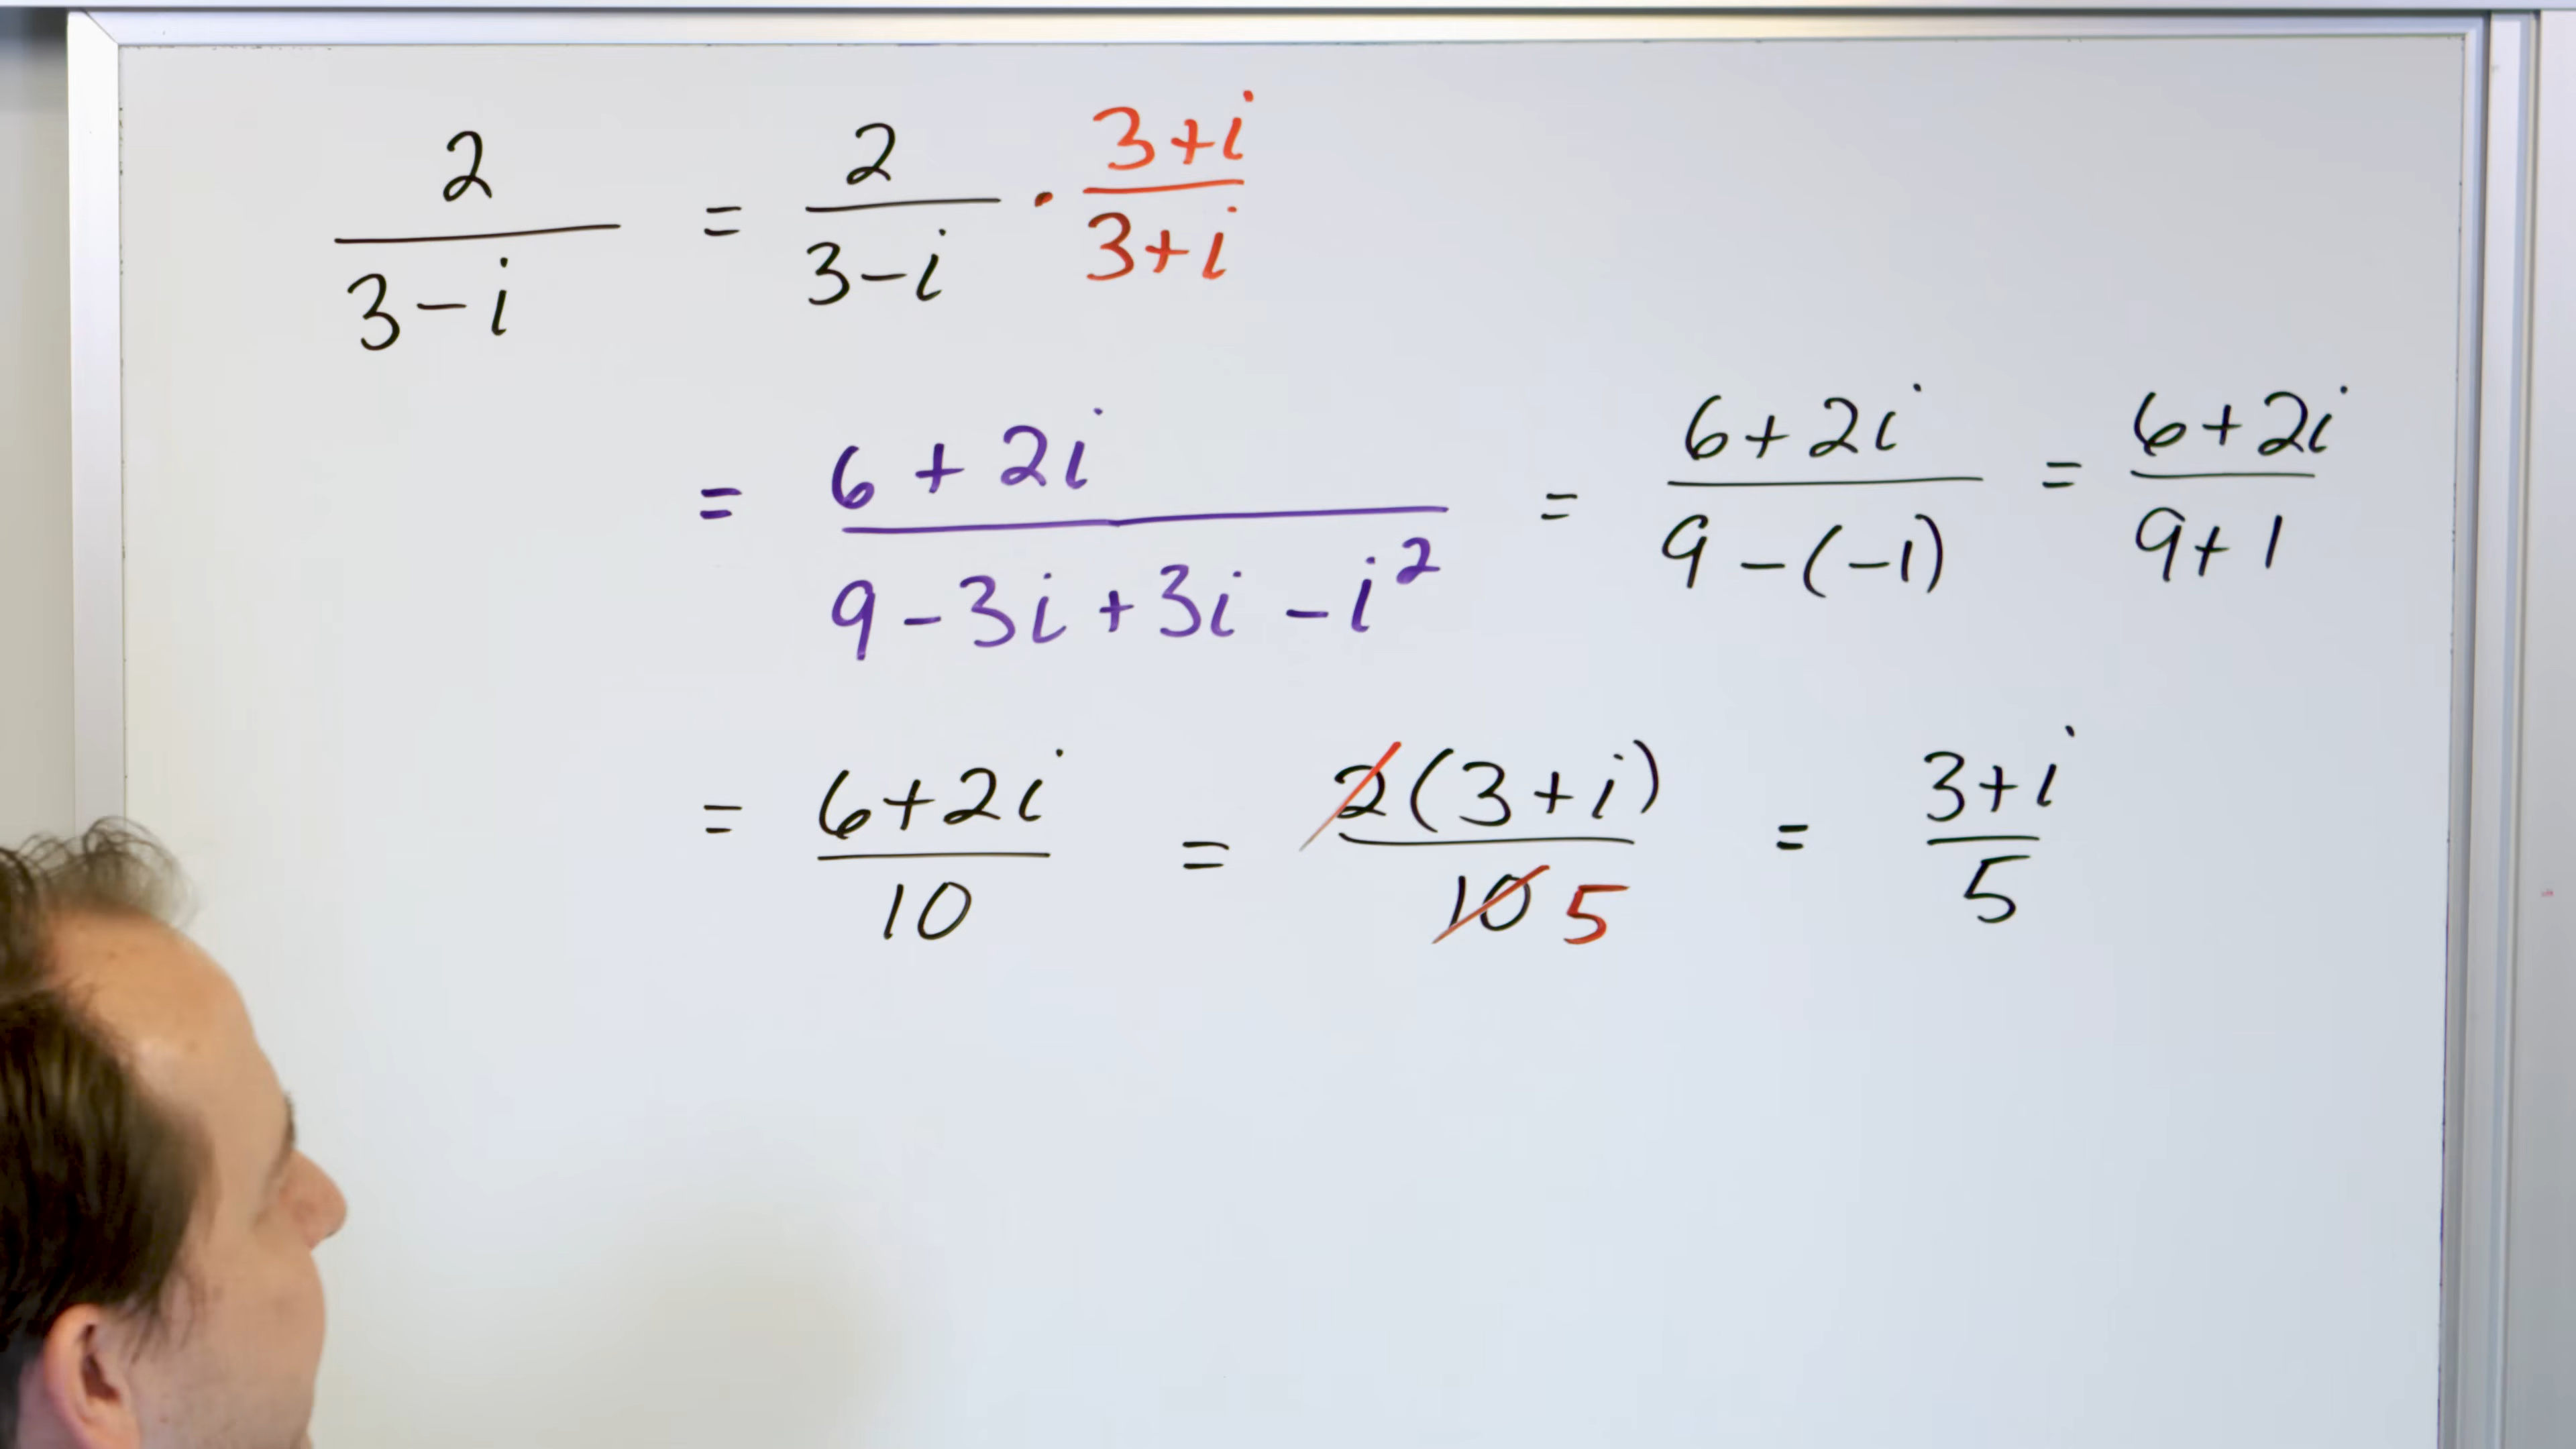 2/(3-i) = 2/(3-i) · (3+i)/(3+i)
= (6+2i)/(9-3i+3i-i²) = (6+2i)/(9-(-1)) = (6+2i)/(9+1)
= (6+2i)/10 = 2(3+i)/10 5 = (3+i)/5